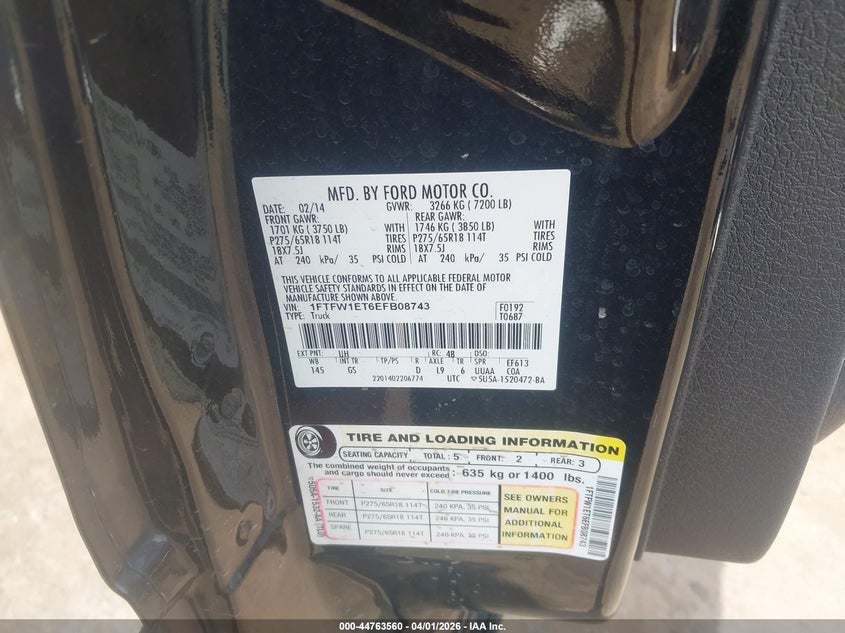 MFD. BY FORD MOTOR CO.
DATE: 02/14 GVWR: 3266 KG ( 7200 LB)
FRONT GAWR: REAR GAWR:
1701 KG ( 3750 LB) WITH 1746 KG ( 3850 LB) WITH
P275/65R18 114T TIRES P275/65R18 114T TIRES
18X7.5J RIMS 18X7.5J RIMS
AT 240 kPa/ 35 PSI COLD AT 240 kPa/ 35 PSI COLD
THIS VEHICLE CONFORMS TO ALL APPLICABLE FEDERAL MOTOR
VEHICLE SAFETY STANDARDS IN EFFECT ON THE DATE OF
MANUFACTURE SHOWN ABOVE.
VIN: 1FTFW1ET6EFB08743 F0192
TYPE: Truck T0687
EXT PNT: UH RC: 4B DSO:
WB INT TR TP/PS R AXLE TR SPR EF613
145 GS D L9 6 UUAA COA
2201402206774 UTC 5U5A-1520472-BA
TIRE AND LOADING INFORMATION
SEATING CAPACITY TOTAL : 5 FRONT: 2 REAR: 3
The combined weight of occupants and cargo should never exceed : 635 kg or 1400 lbs.
TIRE SIZE COLD TIRE PRESSURE
FRONT P275/65R18 114T 240 KPA, 35 PSI
REAR P275/65R18 114T 240 KPA, 35 PSI
SPARE P275/65R18 114T 240 KPA, 35 PSI
SEE OWNERS
MANUAL FOR
ADDITIONAL
INFORMATION
1FTFW1ET6EFB08743
000-44763560 - 04/01/2026 - IAA Inc.